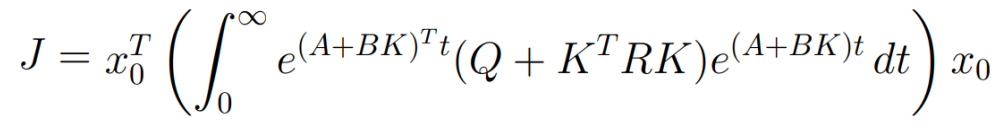 J = x_0^T \left( \int_0^\infty e^{(A+BK)^T t} (Q + K^T R K) e^{(A+BK)t} \, dt \right) x_0